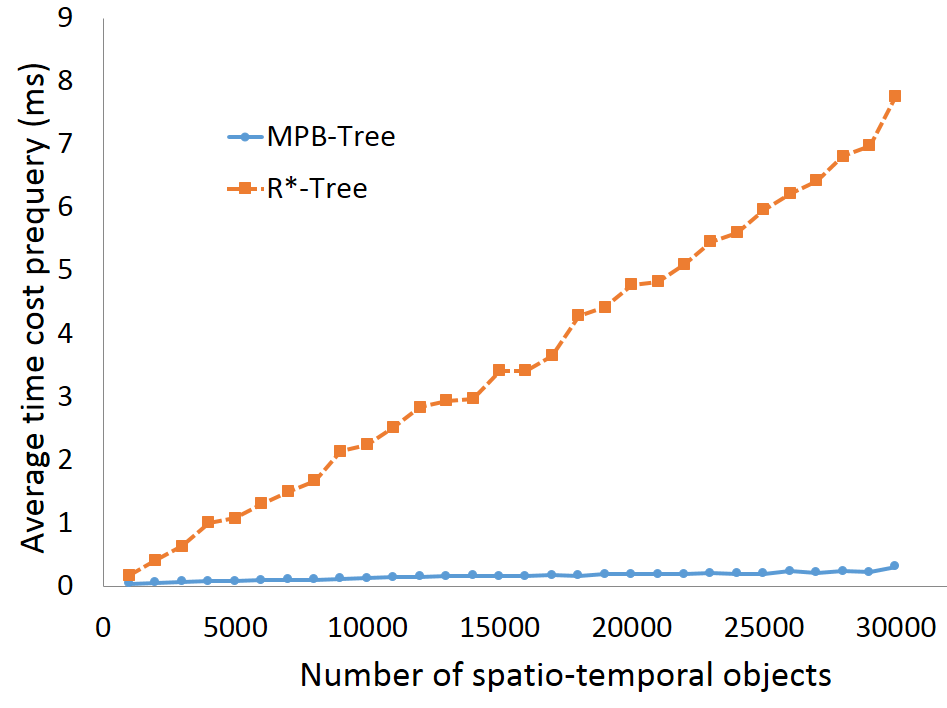 Average time cost prequery (ms)
9
8
7
6
5
4
3
2
1
0
MPB-Tree
R*-Tree
0 5000 10000 15000 20000 25000 30000
Number of spatio-temporal objects